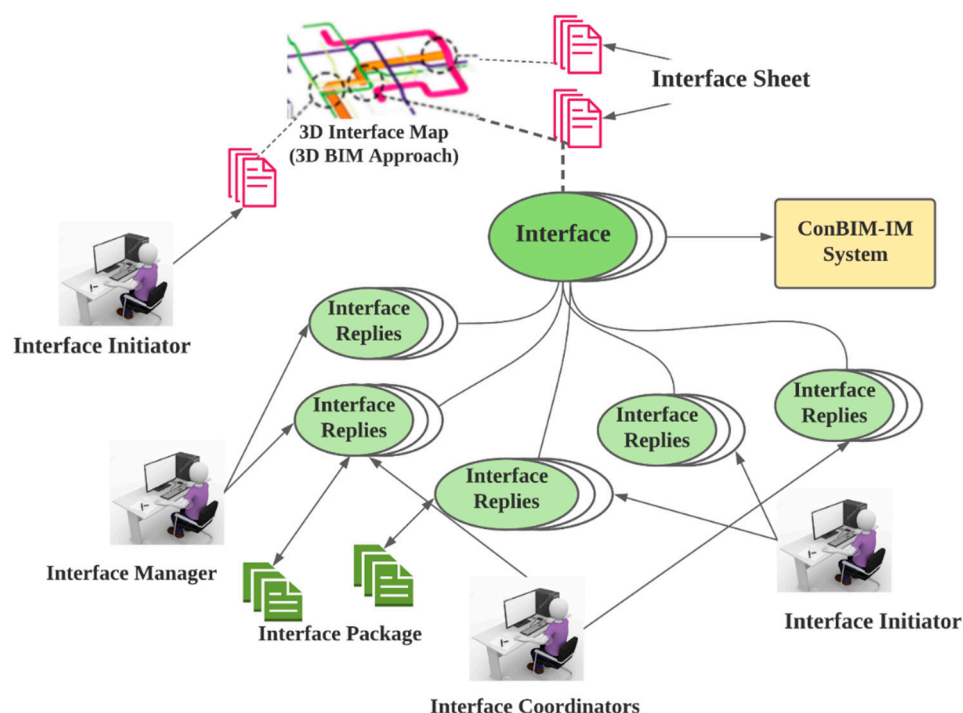 Interface Sheet
3D Interface Map
(3D BIM Approach)
Interface
ConBIM-IM
System
Interface
Replies
Interface Initiator
Interface
Replies
Interface
Replies
Interface
Replies
Interface
Replies
Interface Manager
Interface Package
Interface Initiator
Interface Coordinators